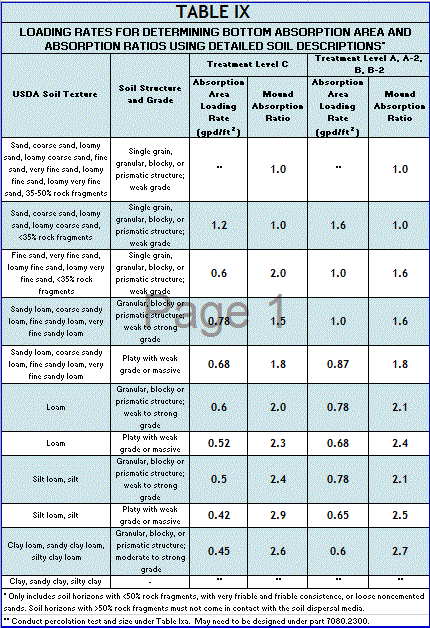 TABLE IX
LOADING RATES FOR DETERMINING BOTTOM ABSORPTION AREA AND
ABSORPTION RATIOS USING DETAILED SOIL DESCRIPTIONS*
USDA Soil Texture
Soil Structure
and Grade
Treatment Level C
Treatment Level A, A-2,
B, B-2
Absorption
Area
Loading
Rate
(gpd/ft²)
Mound
Absorption
Ratio
Absorption
Area
Loading
Rate
(gpd/ft²)
Mound
Absorption
Ratio
Sand, coarse sand, loamy
sand, loamy coarse sand, fine
sand, very fine sand, loamy
fine sand, loamy very fine
sand, 35-50% rock fragments
Single grain,
granular, blocky, or
prismatic structure;
weak grade
**
1.0
**
1.0
Sand, coarse sand, loamy
sand, loamy coarse sand,
<35% rock fragments
Single grain,
granular, blocky, or
prismatic structure;
weak grade
1.2
1.0
1.6
1.0
Fine sand, very fine sand,
loamy fine sand, loamy very
fine sand, <35% rock
fragments
Single grain,
granular, blocky, or
prismatic structure;
weak grade
0.6
2.0
1.0
1.6
Sandy loam, coarse sandy
loam, fine sandy loam, very
fine sandy loam
Granular, blocky or
prismatic structure;
weak to strong
grade
0.78
1.5
1.0
1.6
Sandy loam, coarse sandy
loam, fine sandy loam, very
fine sandy loam
Platy with weak
grade or massive
0.68
1.8
0.87
1.8
Loam
Granular, blocky or
prismatic structure;
weak to strong
grade
0.6
2.0
0.78
2.1
Loam
Platy with weak
grade or massive
0.52
2.3
0.68
2.4
Silt loam, silt
Granular, blocky or
prismatic structure;
weak to strong
grade
0.5
2.4
0.78
2.1
Silt loam, silt
Platy with weak
grade or massive
0.42
2.9
0.65
2.5
Clay loam, sandy clay loam,
silty clay loam
Granular, blocky, or
prismatic structure;
moderate to strong
grade
0.45
2.6
0.6
2.7
Clay, sandy clay, silty clay
-
**
**
**
**
* Only includes soil horizons with <50% rock fragments, with very friable and friable consistence, or loose noncemented
sands. Soil horizons with >50% rock fragments must not come in contact with the soil dispersal media.
** Conduct percolation test and size under Table Ixa. May need to be designed under part 7080.2300.
Page 1